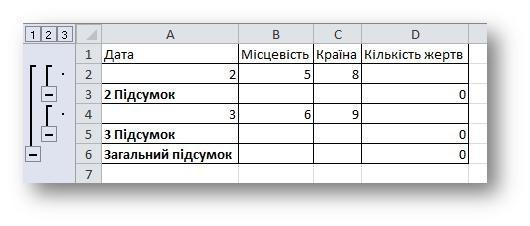 1 2 3 A B C D
1 Дата Місцевість Країна Кількість жертв
2 2 5 8
3 2 Підсумок 0
4 3 6 9
5 3 Підсумок 0
6 Загальний підсумок 0
7